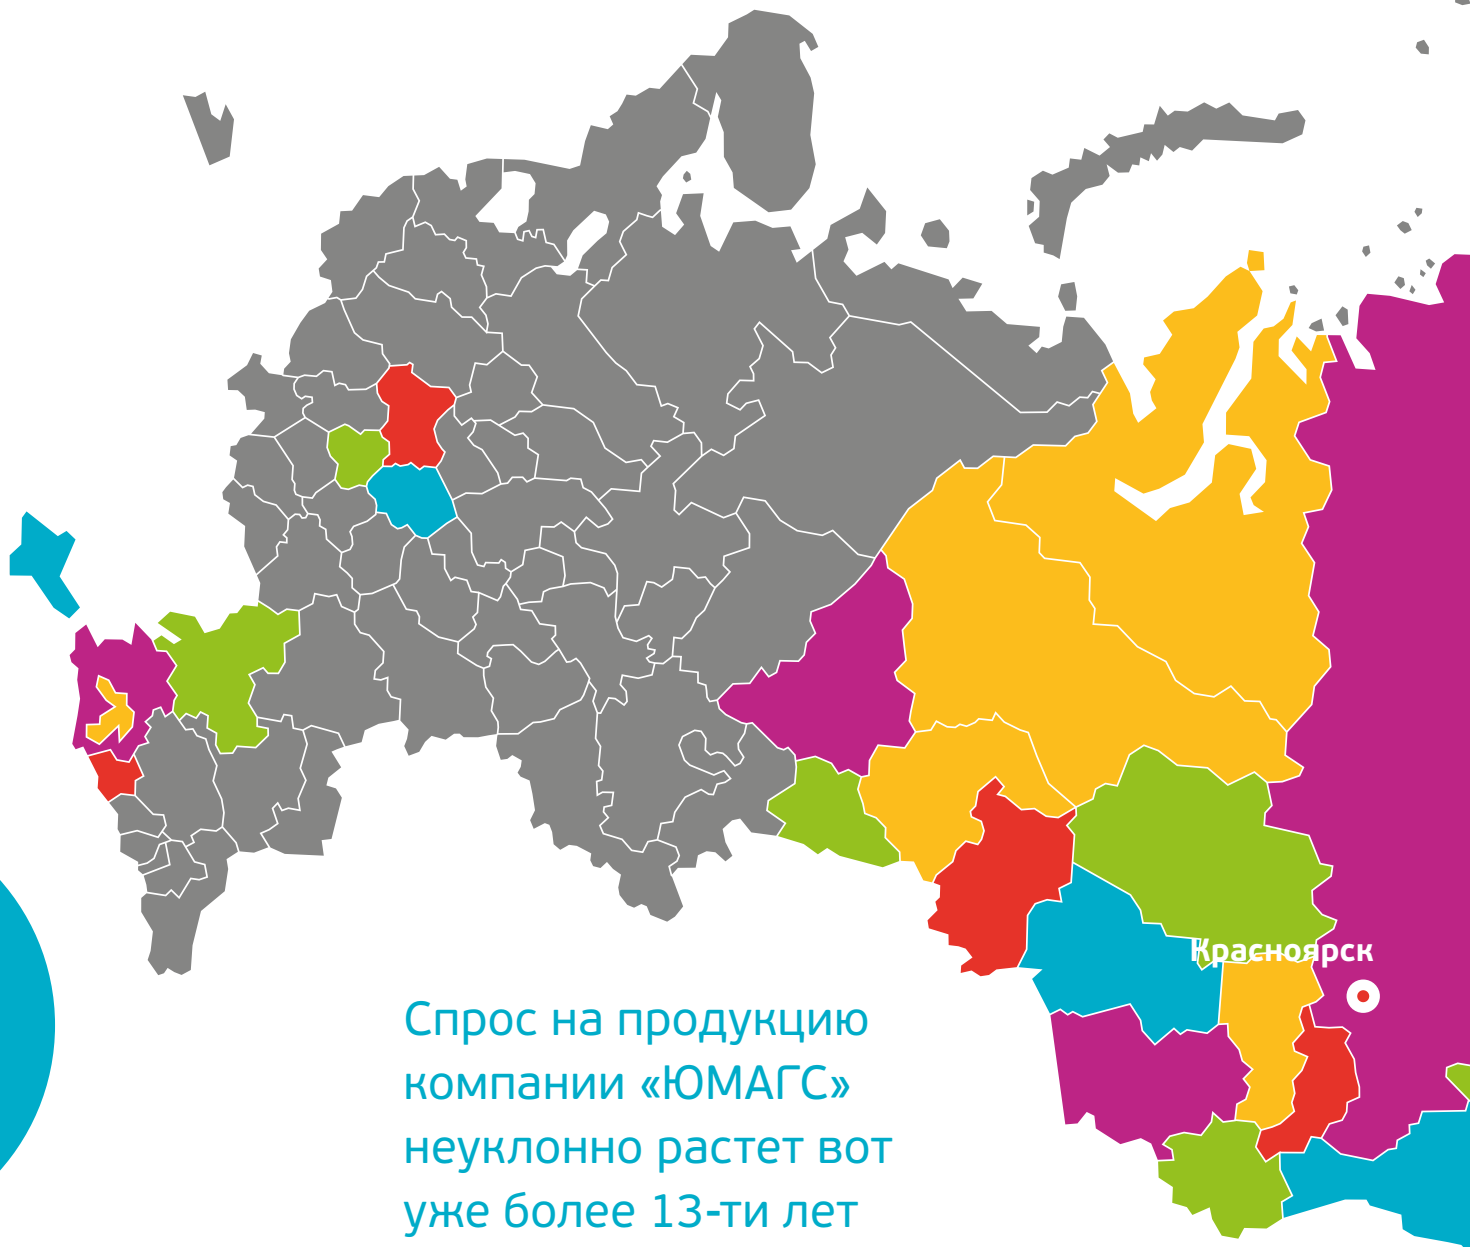 Красноярск
Спрос на продукцию
компании «ЮМАГС»
неуклонно растет вот
уже более 13-ти лет